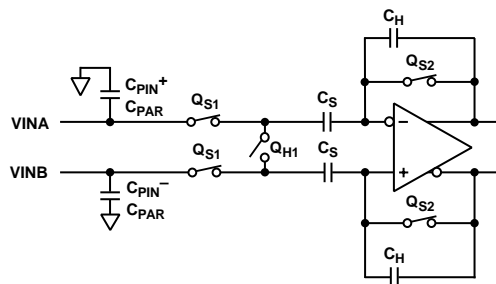 CH
QS2
CPIN+
CPAR
QS1
CS
VINA
−
QH1
VINB
QS1
CS
+
CPIN−
CPAR
QS2
CH